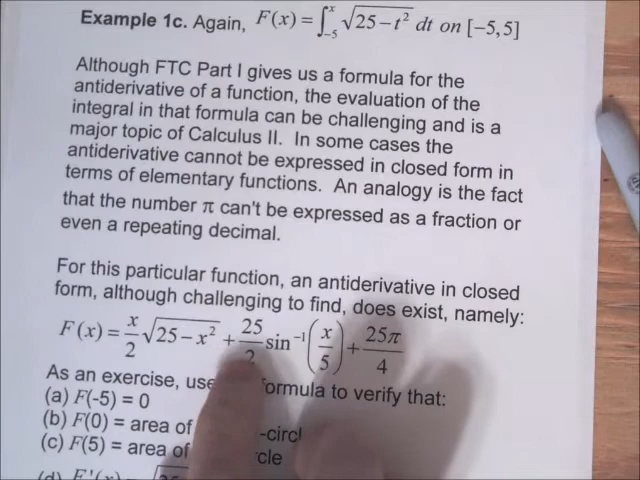 Example 1c. Again, F(x) = ∫_{-5}^{x} √(25 − t²) dt on [−5,5]
Although FTC Part I gives us a formula for the
antiderivative of a function, the evaluation of the
integral in that formula can be challenging and is a
major topic of Calculus II. In some cases the
antiderivative cannot be expressed in closed form in
terms of elementary functions. An analogy is the fact
that the number π can't be expressed as a fraction or
even a repeating decimal.
For this particular function, an antiderivative in closed
form, although challenging to find, does exist, namely:
F(x) = x/2 √(25 − x²) + 25/2 sin⁻¹(x/5) + 25π/4
As an exercise, use formula to verify that:
(a) F(-5) = 0
(b) F(0) = area of -circl
(c) F(5) = area of cle
(d) F'(x) =